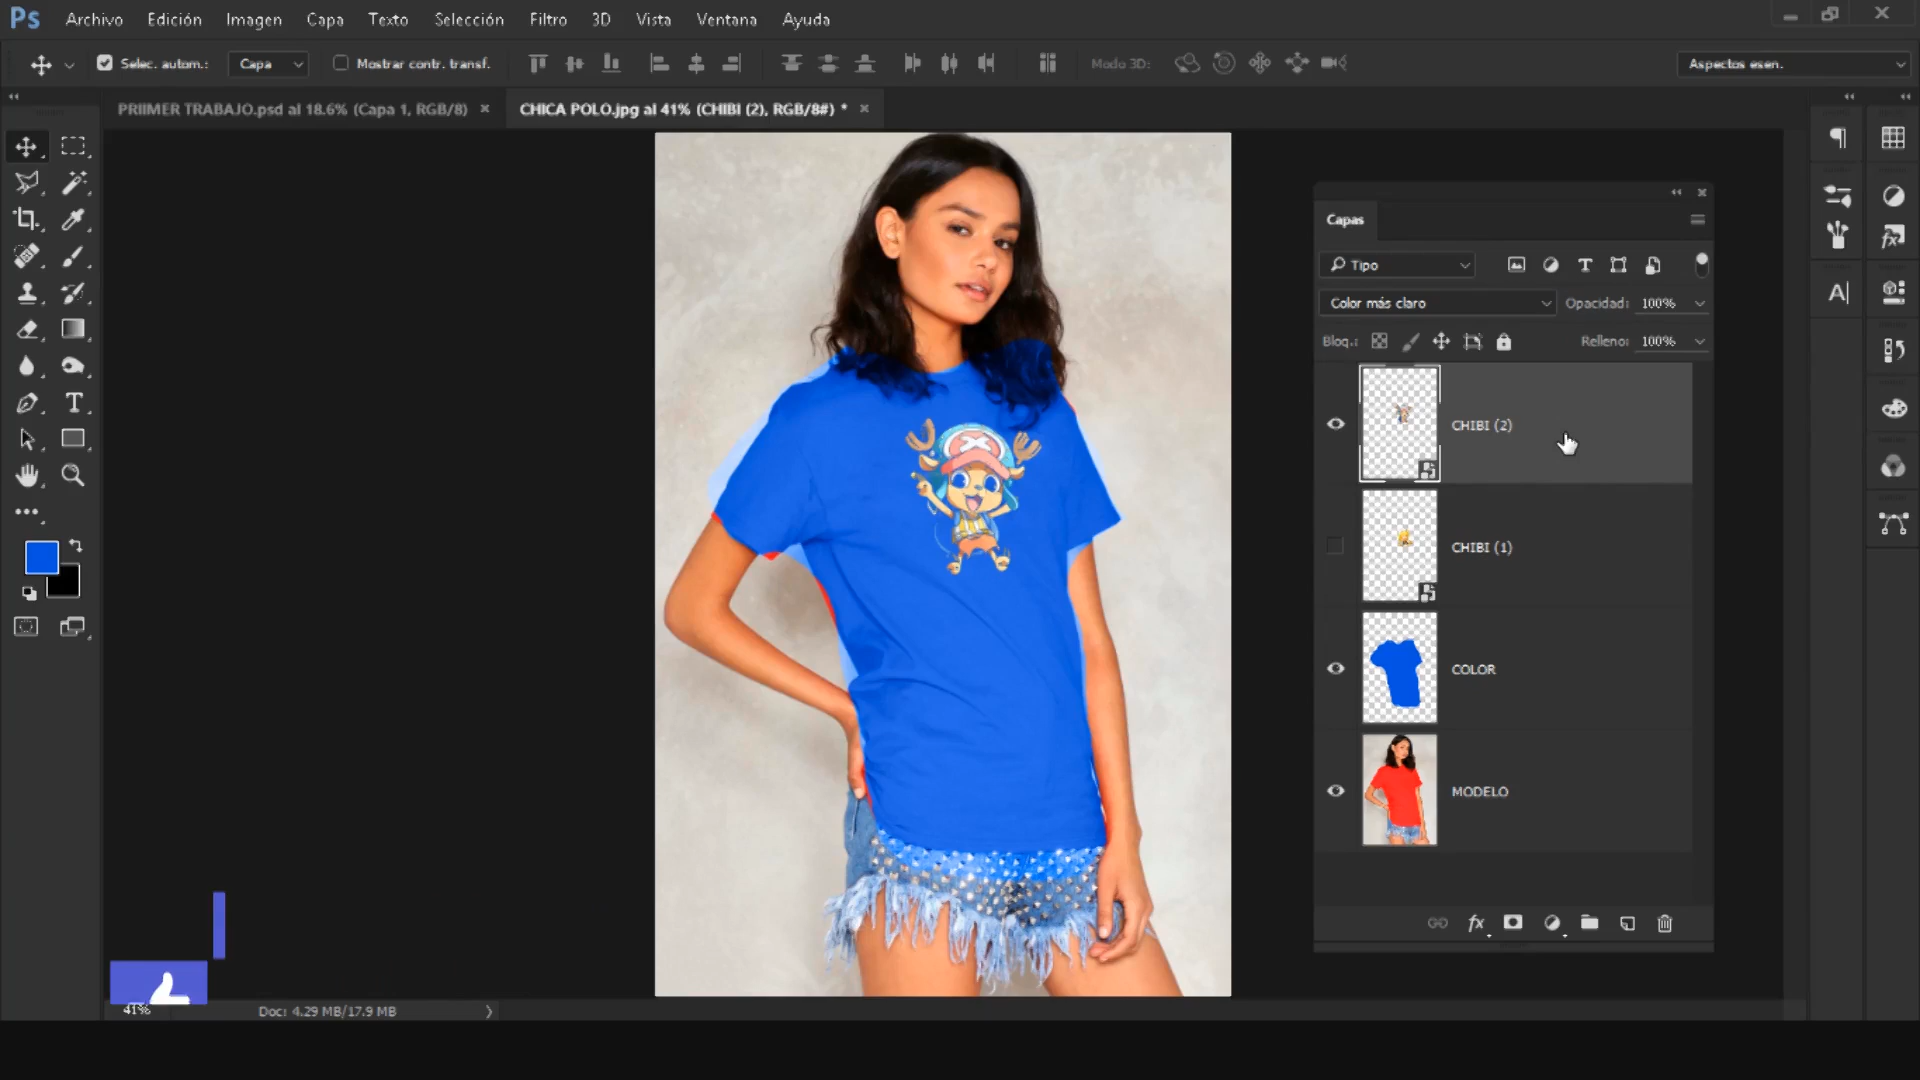 Ps Archivo Edición Imagen Capa Texto Selección Filtro 3D Vista Ventana Ayuda
Selec. autom.: Capa Mostrar contr. transf. Modo 3D: Aspectos esen.
PRIIMER TRABAJO.psd al 18.6% (Capa 1, RGB/8) CHICA POLO.jpg al 41% (CHIBI (2), RGB/8#) *
Capas
Tipo
Color más claro Opacidad: 100%
Bloq.: Relleno: 100%
CHIBI (2)
CHIBI (1)
COLOR
MODELO
41% Doc: 4.29 MB/17.9 MB